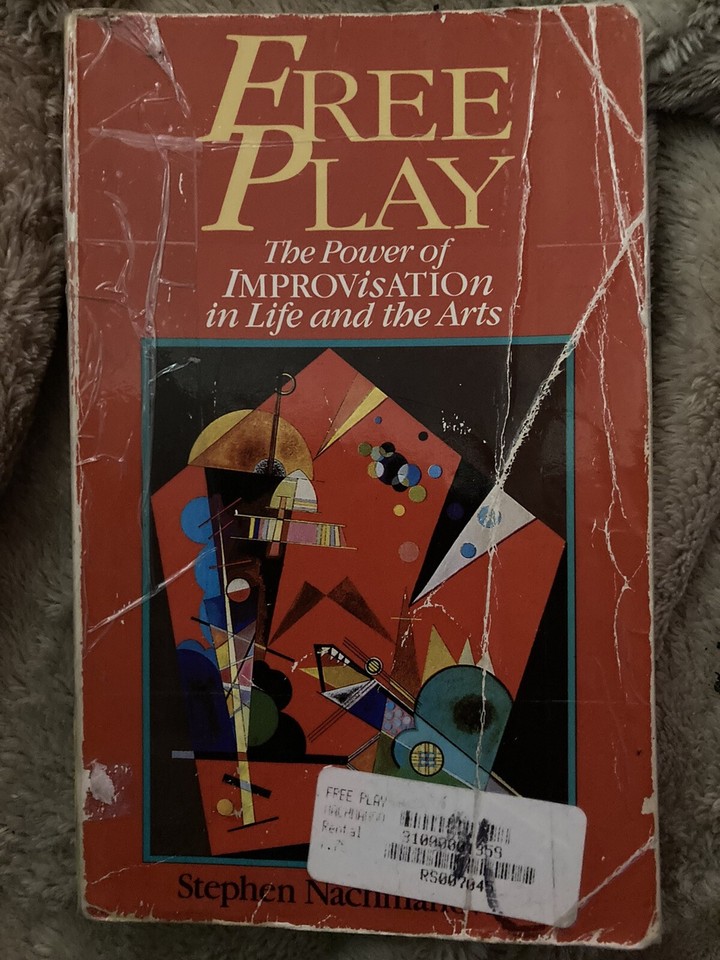 FREE
PLAY
The Power of
IMPROVisATIOn
in Life and the Arts
FREE PLAY
Rental
RS00704
Stephen